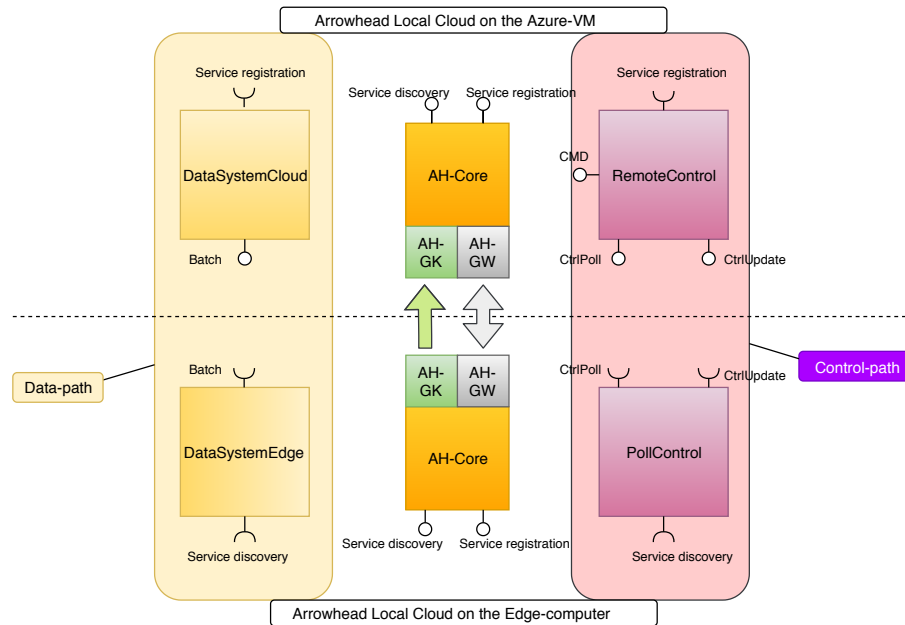 Arrowhead Local Cloud on the Azure-VM
Service registration
Service discovery
Service registration
Service registration
DataSystemCloud
AH-Core
CMD
RemoteControl
AH-
GK
AH-
GW
Batch
CtrlPoll
CtrlUpdate
Data-path
Control-path
Batch
AH-
GK
AH-
GW
CtrlPoll
CtrlUpdate
DataSystemEdge
AH-Core
PollControl
Service discovery
Service discovery
Service registration
Service discovery
Arrowhead Local Cloud on the Edge-computer